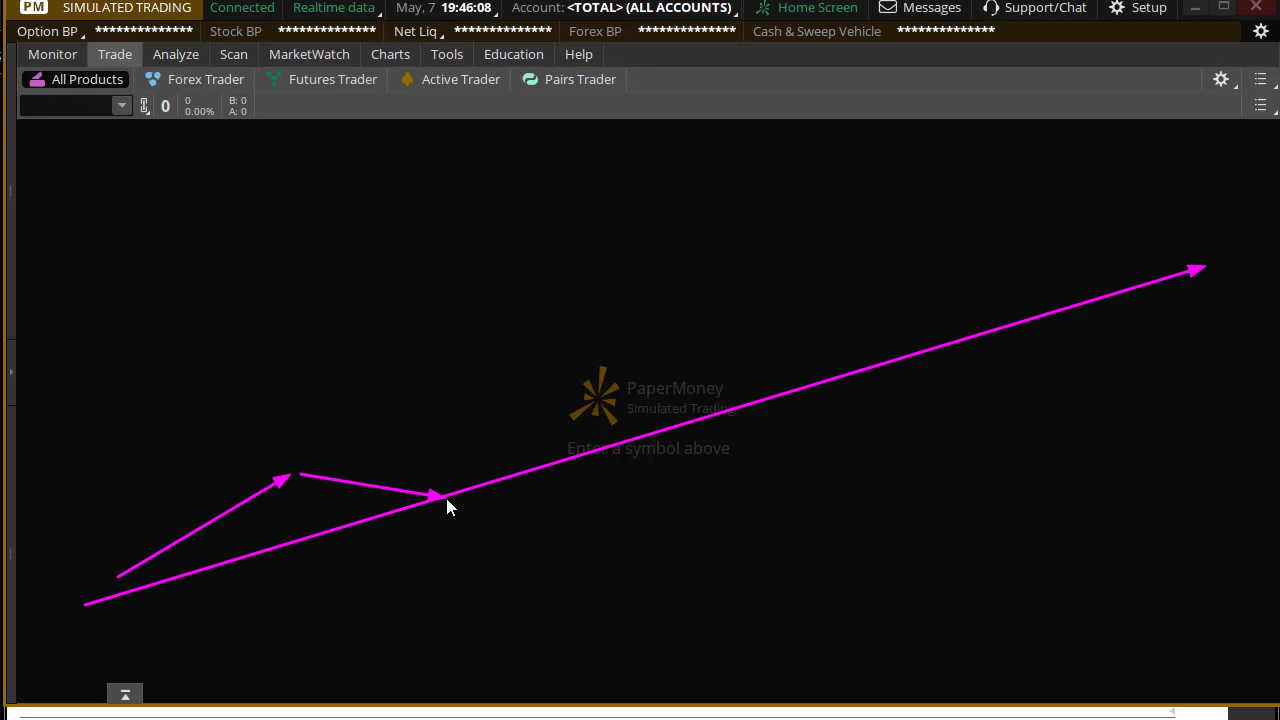 PM SIMULATED TRADING Connected Realtime data May, 7 19:46:08 Account: <TOTAL> (ALL ACCOUNTS) Home Screen Messages Support/Chat Setup
Option BP ************** Stock BP ************** Net Liq ************** Forex BP ************** Cash & Sweep Vehicle **************
Monitor Trade Analyze Scan MarketWatch Charts Tools Education Help
All Products Forex Trader Futures Trader Active Trader Pairs Trader
0 0 B: 0
0.00% A: 0
PaperMoney
Simulated Trading
Enter a symbol above